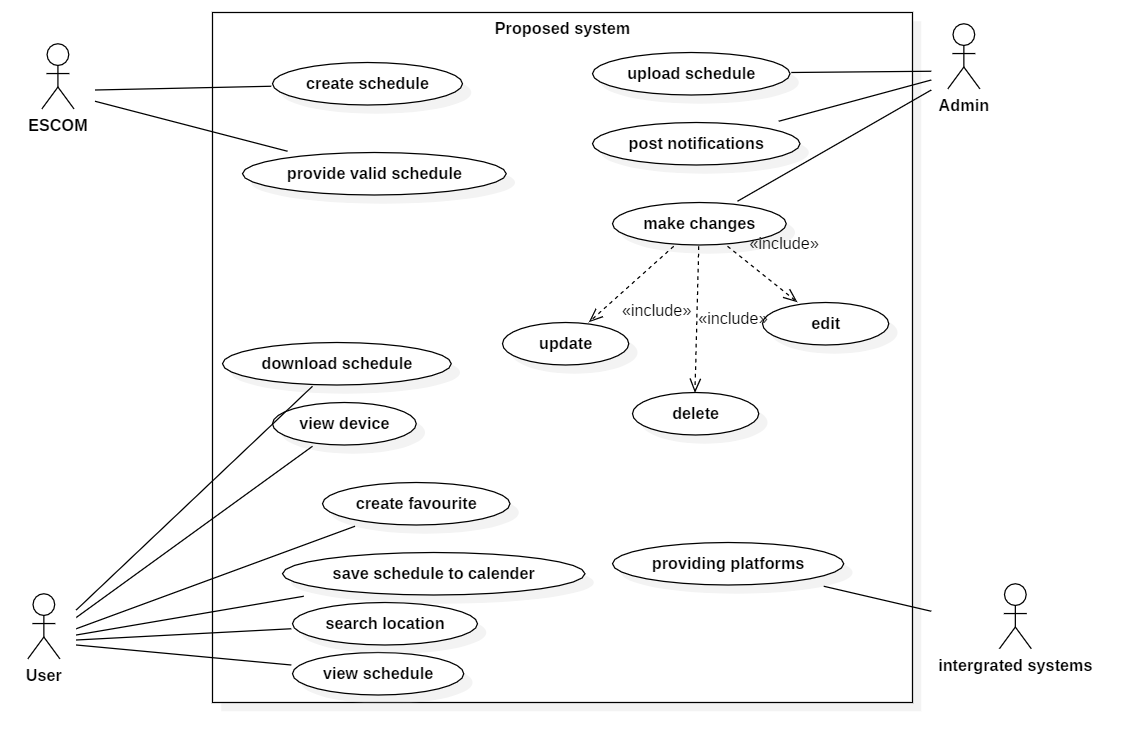 Proposed system
ESCOM
create schedule
provide valid schedule
upload schedule
Admin
post notifications
make changes
«include»
«include»
«include»
update
edit
delete
download schedule
view device
create favourite
save schedule to calender
search location
view schedule
User
providing platforms
intergrated systems